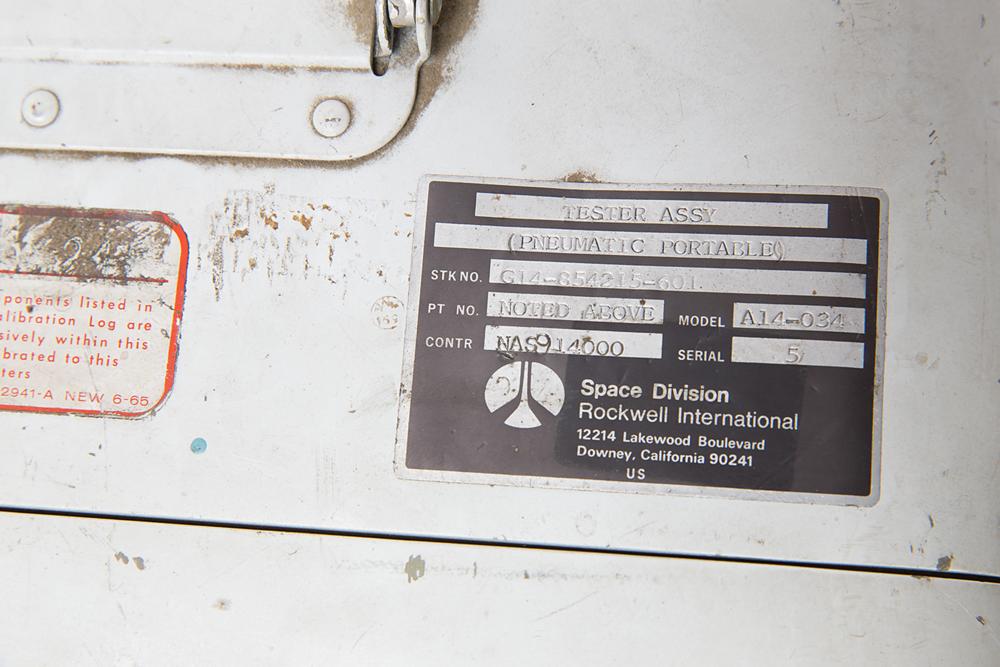 TESTER ASSY
(PNEUMATIC PORTABLE)
STK NO. G14-854215-601
PT NO. NOTED ABOVE MODEL A14-034
CONTR NAS9-14000 SERIAL 5
Space Division
Rockwell International
12214 Lakewood Boulevard
Downey, California 90241
US
ponents listed in
alibration Log are
sively within this
brated to this
ters
2941-A NEW 6-65